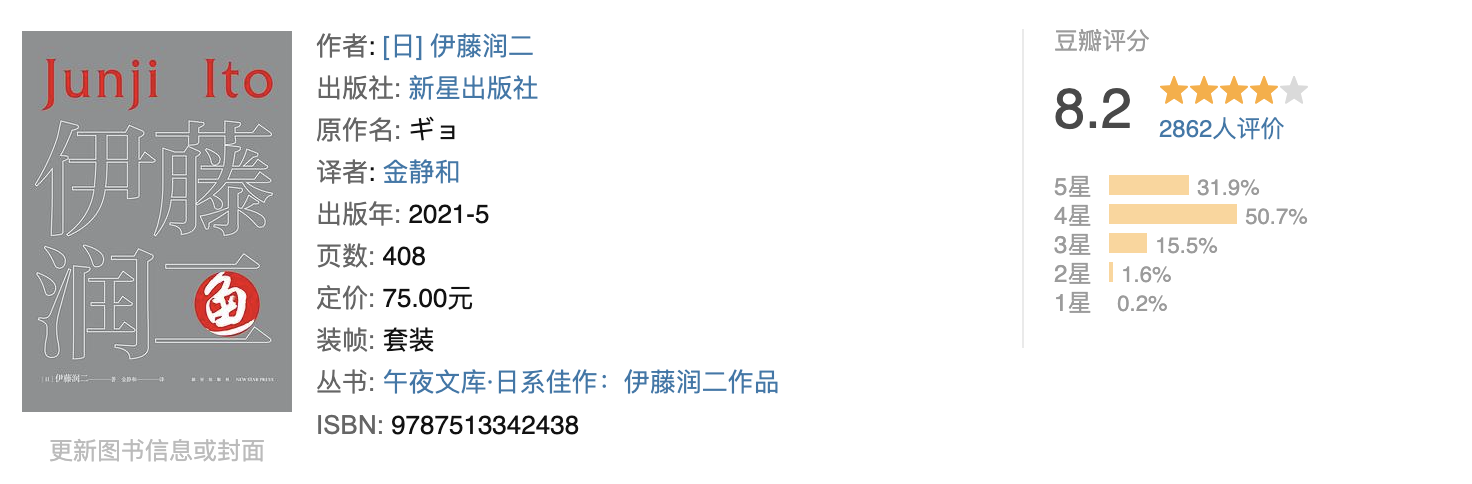 Junji Ito
伊藤
润二
鱼
[日]伊藤润二——著 金静和——译 新星出版社 NEW STAR PRESS
更新图书信息或封面
作者: [日] 伊藤润二
出版社: 新星出版社
原作名: ギョ
译者: 金静和
出版年: 2021-5
页数: 408
定价: 75.00元
装帧: 套装
丛书: 午夜文库·日系佳作：伊藤润二作品
ISBN: 9787513342438
豆瓣评分
8.2
2862人评价
5星 31.9%
4星 50.7%
3星 15.5%
2星 1.6%
1星 0.2%